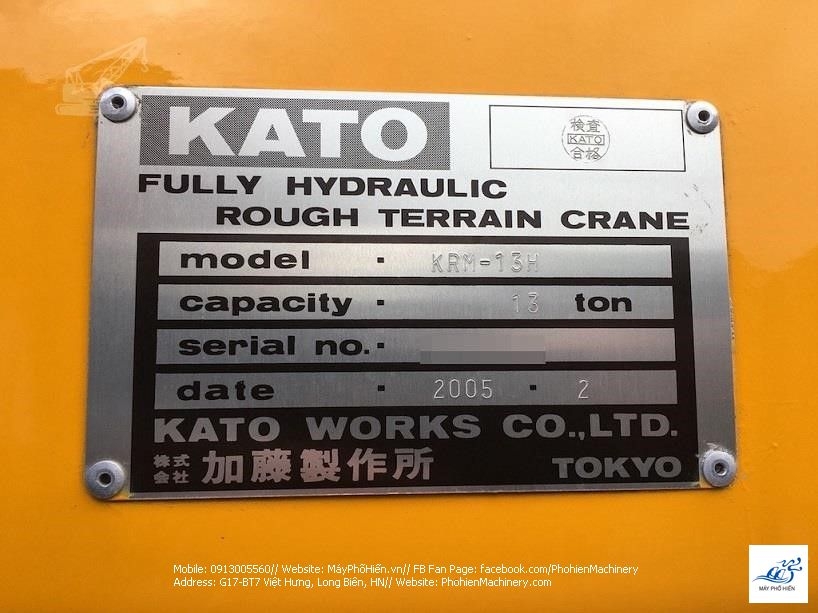 KATO
検査
KATO
合格
FULLY HYDRAULIC
ROUGH TERRAIN CRANE
model · KRM-13H
capacity · 13 ton
serial no. ·
date · 2005 · 2
KATO WORKS CO.,LTD.
株式会社 加藤製作所 TOKYO
Mobile: 0913005560// Website: MáyPhốHiến.vn// FB Fan Page: facebook.com/PhohienMachinery
Address: G17-BT7 Việt Hưng, Long Biên, HN// Website: PhohienMachinery.com
MÁY PHỐ HIẾN